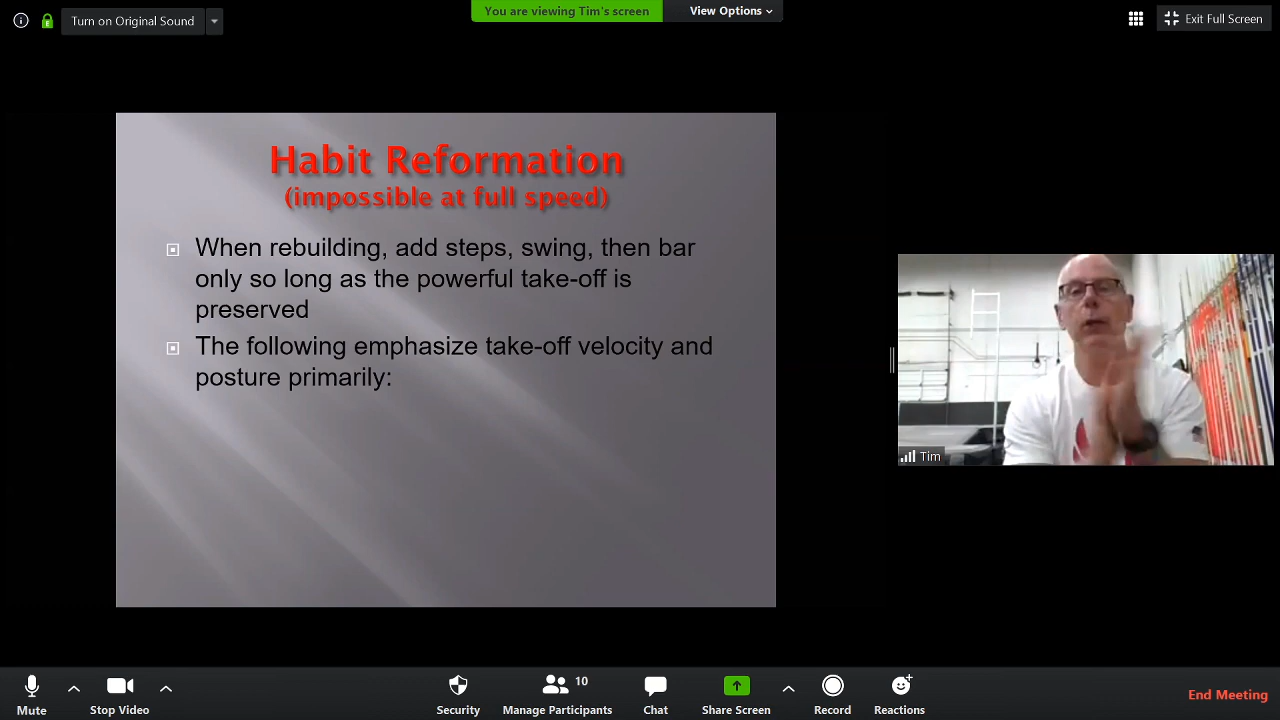 Turn on Original Sound
You are viewing Tim's screen
View Options
Exit Full Screen
Habit Reformation
(impossible at full speed)
When rebuilding, add steps, swing, then bar
only so long as the powerful take-off is
preserved
The following emphasize take-off velocity and
posture primarily:
Tim
Mute
Stop Video
Security
Manage Participants
10
Chat
Share Screen
Record
Reactions
End Meeting